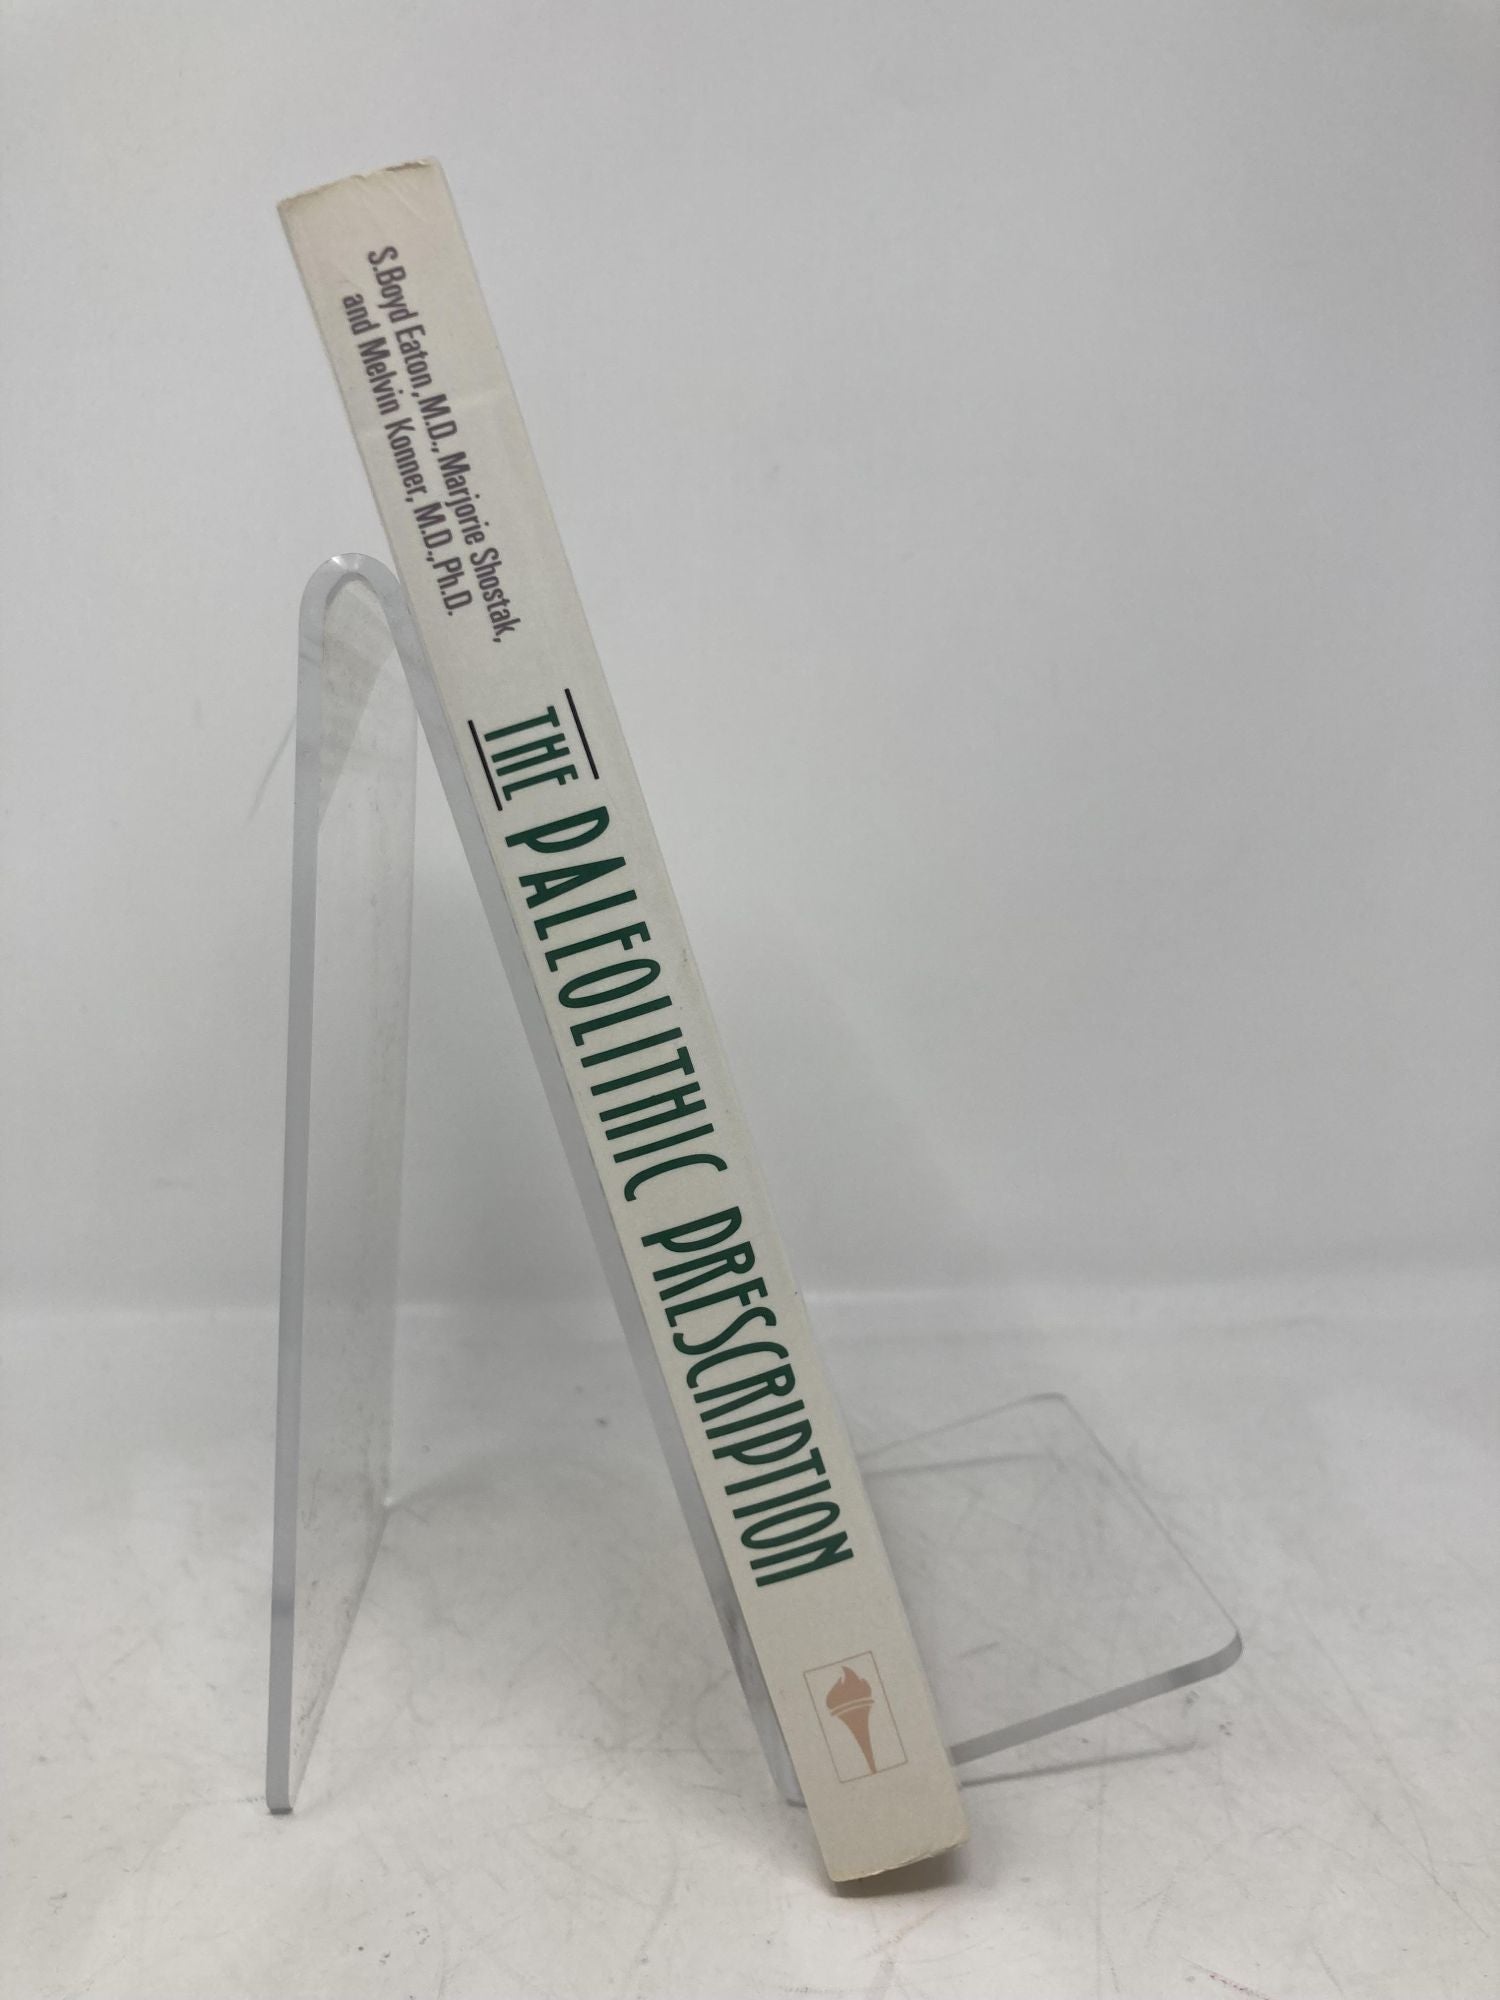 S.Boyd Eaton, M.D., Marjorie Shostak,
and Melvin Konner, M.D., Ph.D.
THE PALEOLITHIC PRESCRIPTION